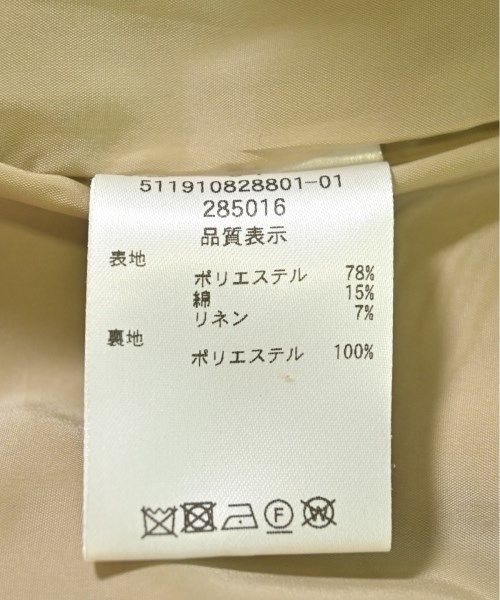 511910828801-01
285016
品質表示
表地
ポリエステル 78%
綿 15%
リネン 7%
裏地
ポリエステル 100%
F W